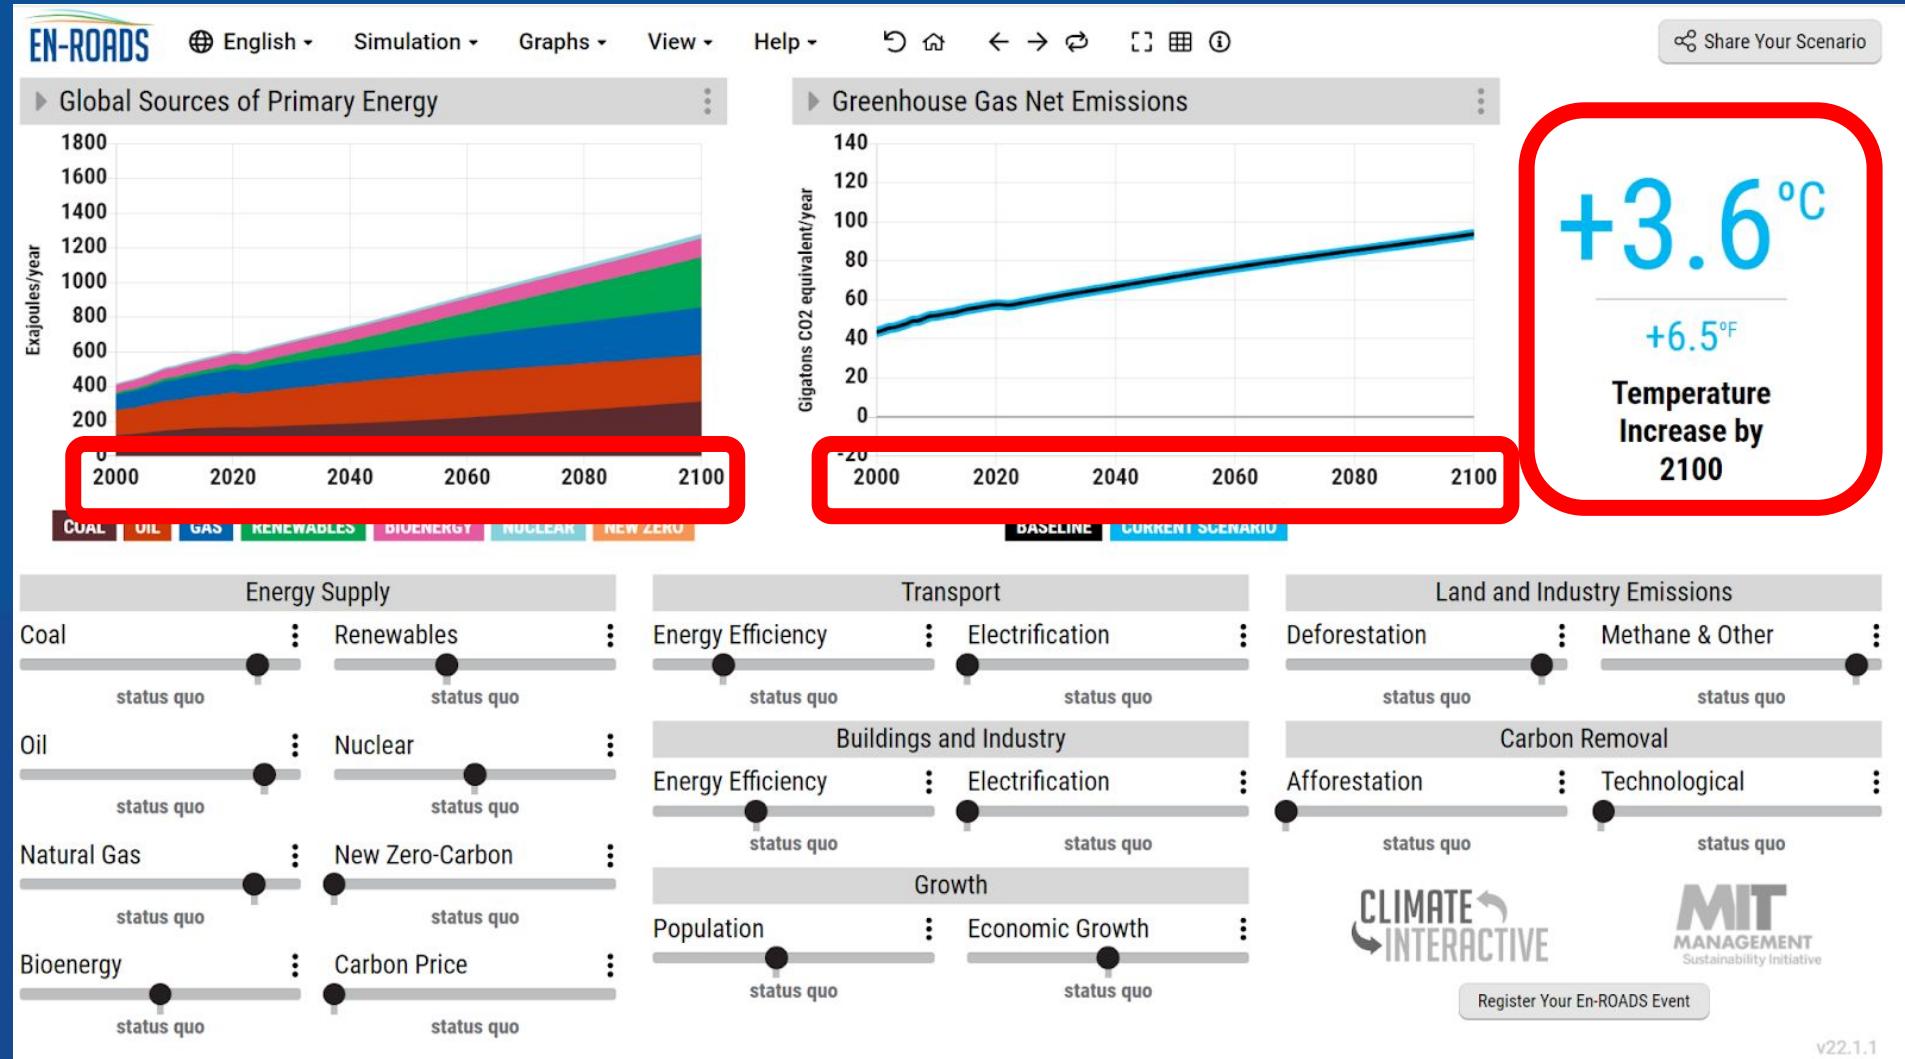 EN-ROADS English Simulation Graphs View Help Share Your Scenario
Global Sources of Primary Energy
1800
1600
1400
1200
1000
800
600
400
200
0
Exajoules/year
2000 2020 2040 2060 2080 2100
COAL OIL GAS RENEWABLES BIOENERGY NUCLEAR NEW ZERO
Greenhouse Gas Net Emissions
140
120
100
80
60
40
20
0
-20
Gigatons CO2 equivalent/year
2000 2020 2040 2060 2080 2100
BASELINE CURRENT SCENARIO
+3.6°C
+6.5°F
Temperature
Increase by
2100
Energy Supply
Coal Renewables
status quo status quo
Oil Nuclear
status quo status quo
Natural Gas New Zero-Carbon
status quo status quo
Bioenergy Carbon Price
status quo status quo
Transport
Energy Efficiency Electrification
status quo status quo
Buildings and Industry
Energy Efficiency Electrification
status quo status quo
Growth
Population Economic Growth
status quo status quo
Land and Industry Emissions
Deforestation Methane & Other
status quo status quo
Carbon Removal
Afforestation Technological
status quo status quo
CLIMATE
INTERACTIVE
MIT
MANAGEMENT
Sustainability Initiative
Register Your En-ROADS Event
v22.1.1